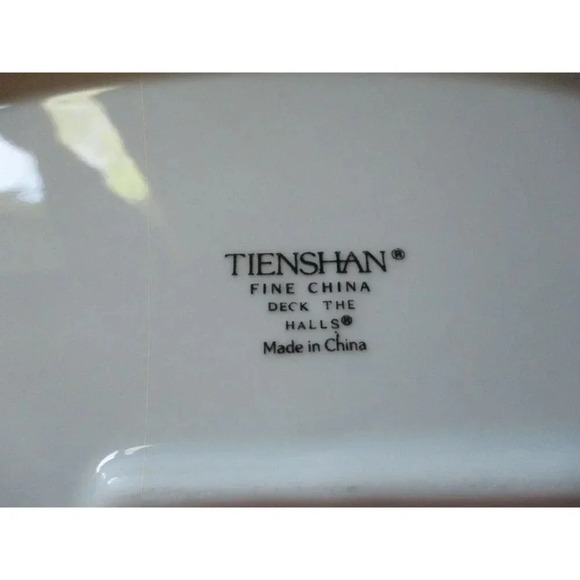 TIENSHAN®
FINE CHINA
DECK THE
HALLS®
Made in China